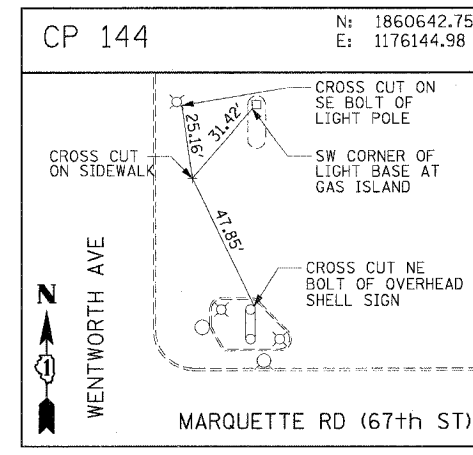 CP 144
N: 1860642.75
E: 1176144.98
CROSS CUT ON
SE BOLT OF
LIGHT POLE
25.16'
31.42'
CROSS CUT
ON SIDEWALK
SW CORNER OF
LIGHT BASE AT
GAS ISLAND
47.85'
CROSS CUT NE
BOLT OF OVERHEAD
SHELL SIGN
WENTWORTH AVE
N
1
MARQUETTE RD (67th ST)